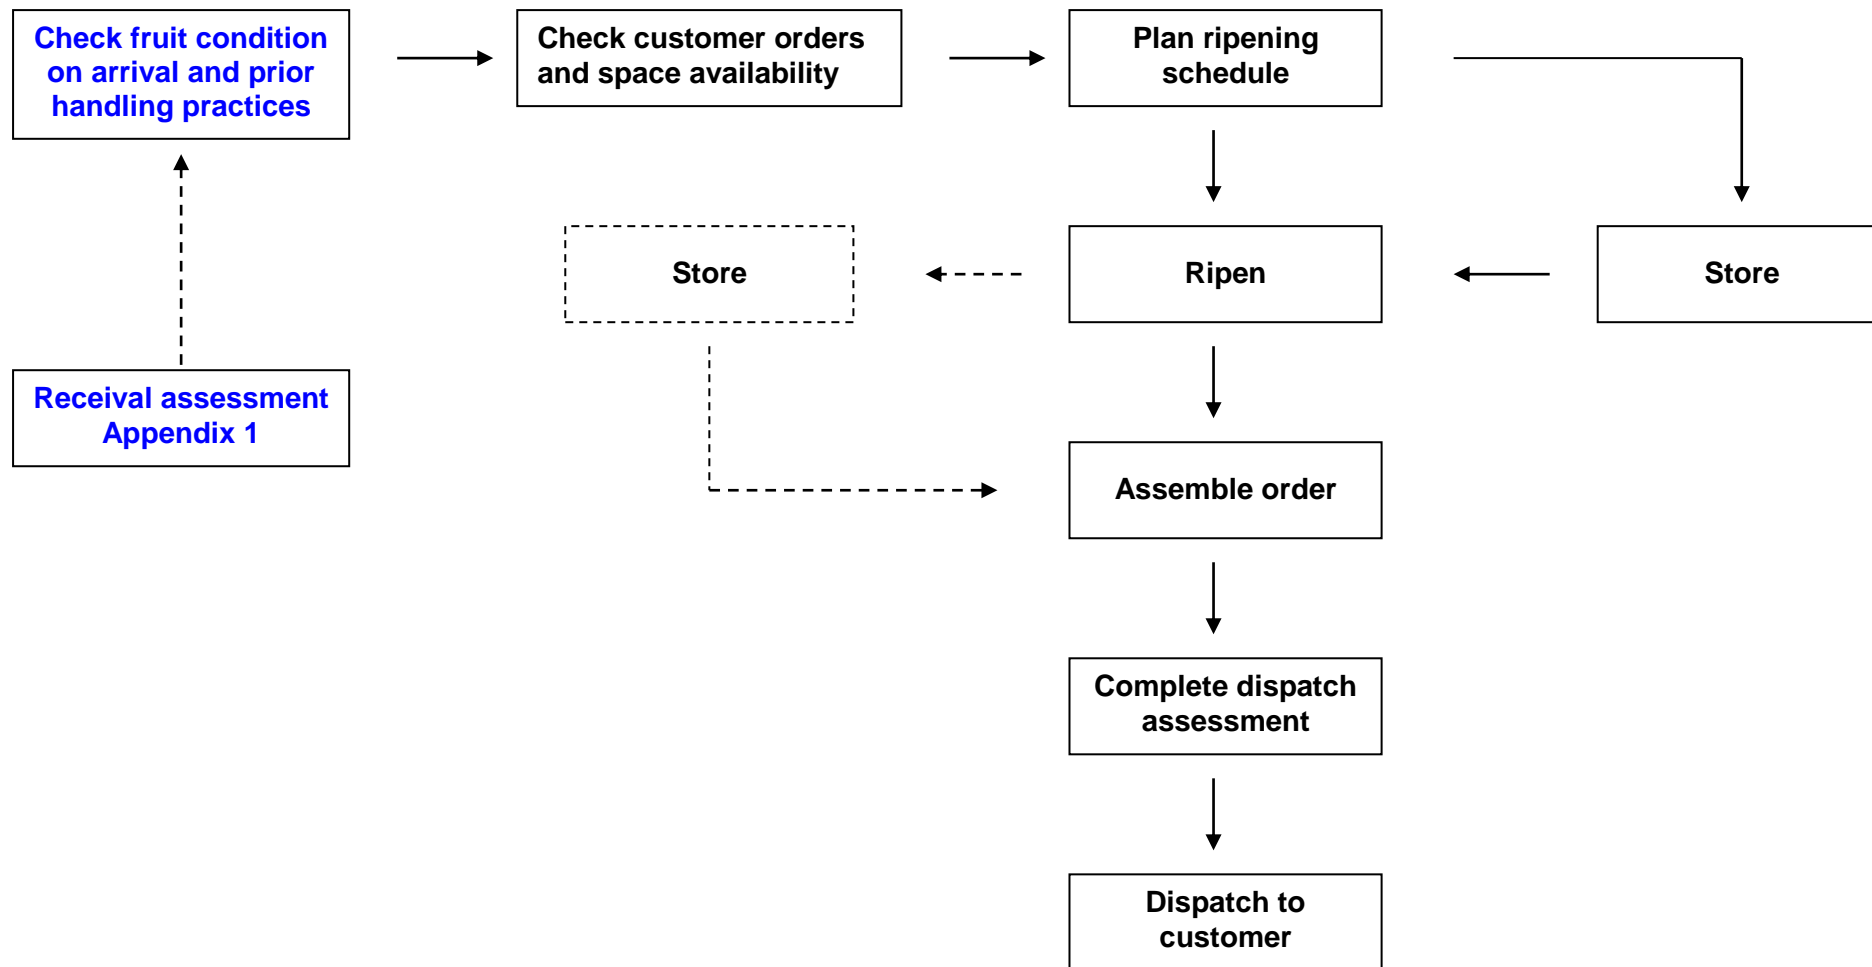 Check fruit condition
on arrival and prior
handling practices
Check customer orders
and space availability
Plan ripening
schedule
Store
Ripen
Store
Receival assessment
Appendix 1
Assemble order
Complete dispatch
assessment
Dispatch to
customer